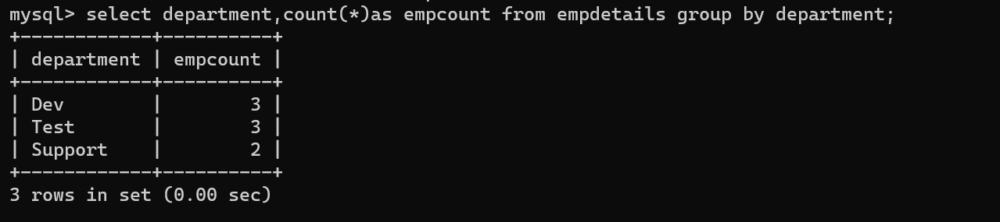 mysql> select department,count(*)as empcount from empdetails group by department;
+------------+----------+
| department | empcount |
+------------+----------+
| Dev        |        3 |
| Test       |        3 |
| Support    |        2 |
+------------+----------+
3 rows in set (0.00 sec)